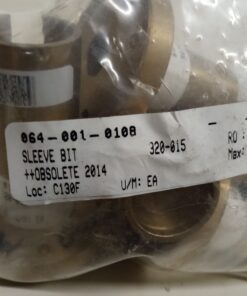 064-001-0108 -
SLEEVE BIT 320-015 RO
++OBSOLETE 2014 Max:
Loc: C130F U/M: EA